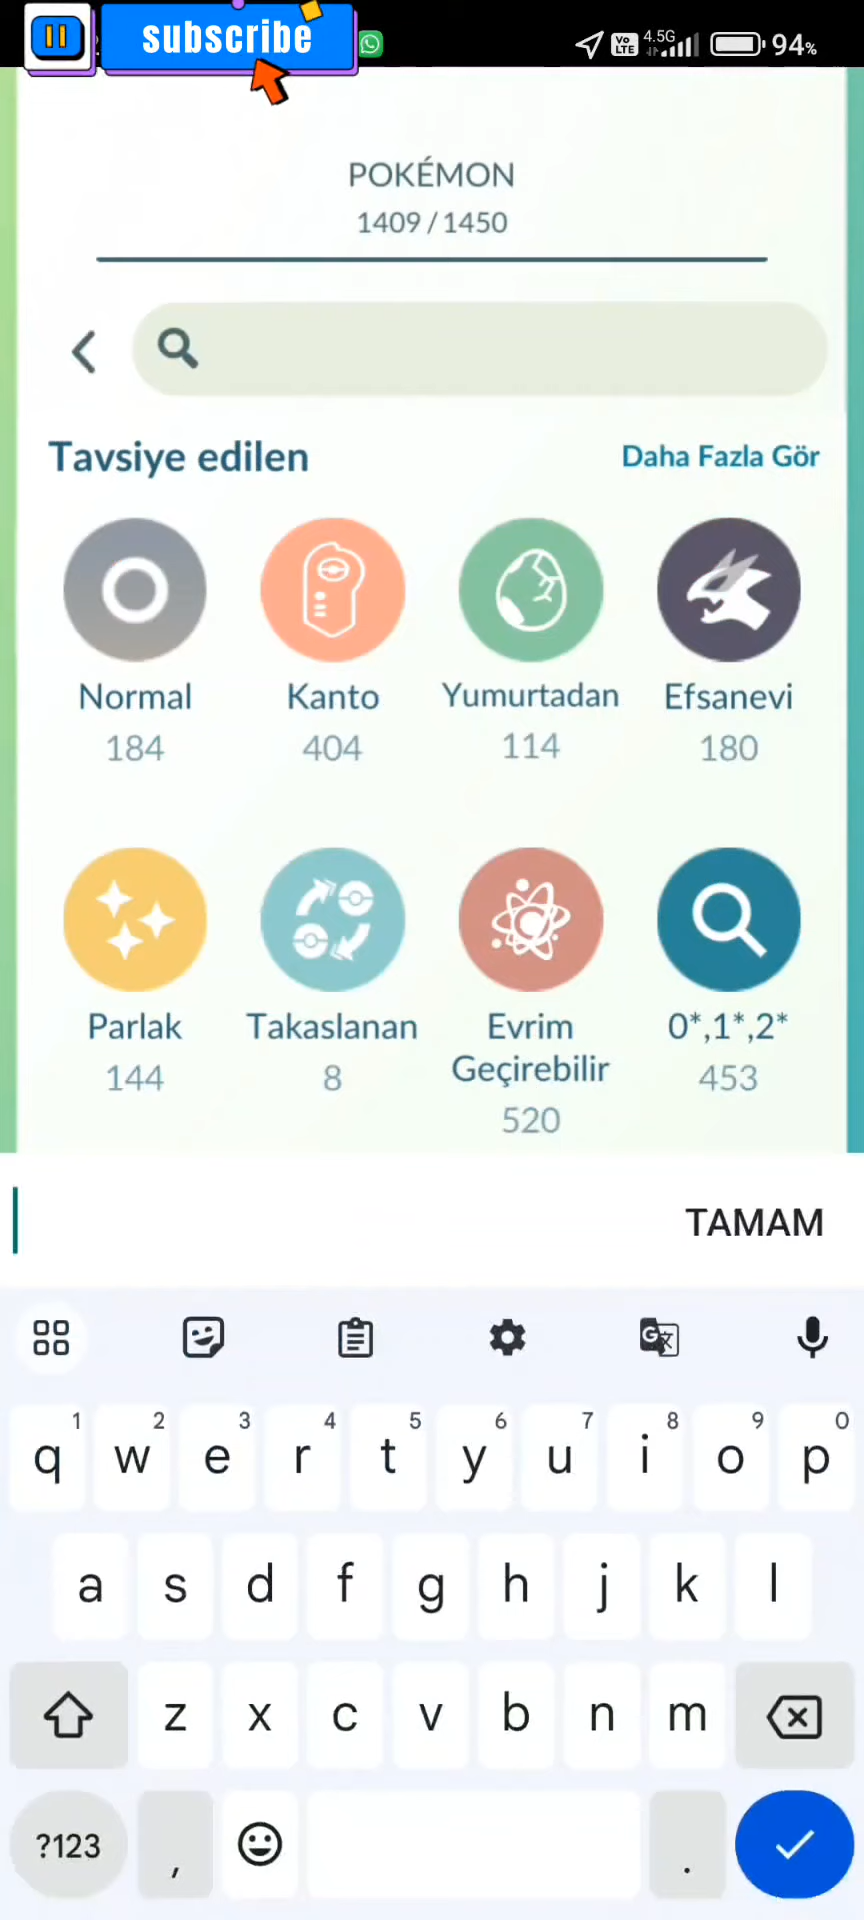 subscribe
Vo LTE
4.5G
94%
POKÉMON
1409 / 1450
Tavsiye edilen
Daha Fazla Gör
Normal
Kanto
Yumurtadan
Efsanevi
184
404
114
180
Parlak
Takaslanan
Evrim Geçirebilir
0*,1*,2*
144
8
520
453
TAMAM
1 2 3 4 5 6 7 8 9 0
q w e r t y u i o p
a s d f g h j k l
z x c v b n m
?123 , .